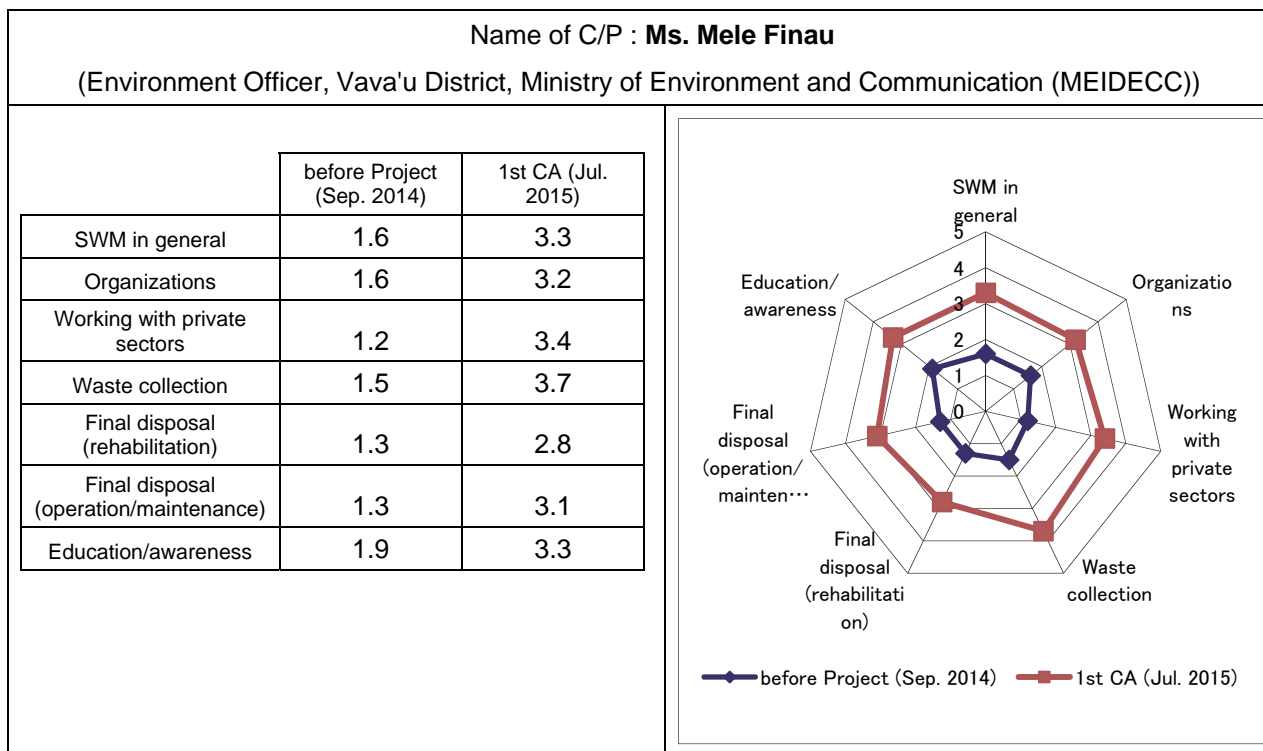 Name of C/P : Ms. Mele Finau
(Environment Officer, Vava'u District, Ministry of Environment and Communication (MEIDECC))
before Project
(Sep. 2014)
1st CA (Jul.
2015)
SWM in general
1.6
3.3
Organizations
1.6
3.2
Working with private
sectors
1.2
3.4
Waste collection
1.5
3.7
Final disposal
(rehabilitation)
1.3
2.8
Final disposal
(operation/maintenance)
1.3
3.1
Education/awareness
1.9
3.3
SWM in
general
5
4
3
2
1
0
Organizatio
ns
Working
with
private
sectors
Waste
collection
Final
disposal
(rehabilitati
on)
Final
disposal
(operation/
mainten…
Education/
awareness
before Project (Sep. 2014)
1st CA (Jul. 2015)